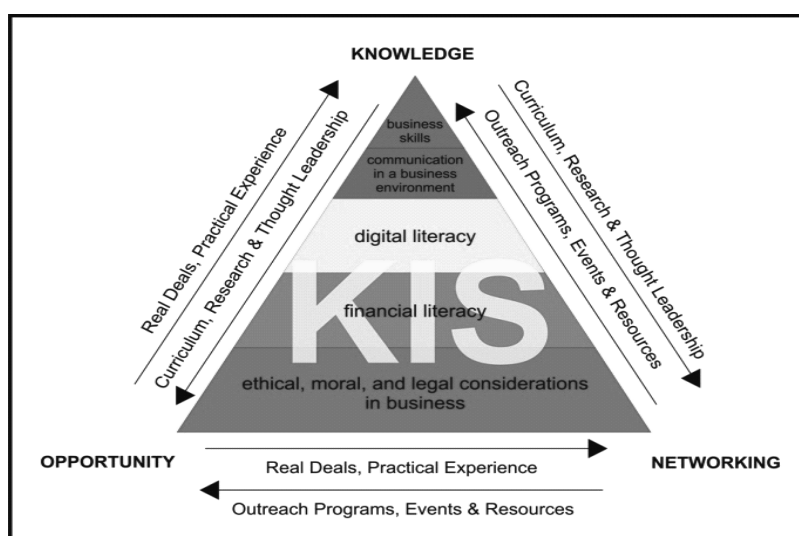 KNOWLEDGE
Real Deals, Practical Experience
Curriculum, Research & Thought Leadership
business
skills
communication
in a business
environment
digital literacy
KIS
financial literacy
ethical, moral, and legal considerations
in business
Outreach Programs, Events & Resources
Curriculum, Research & Thought Leadership
OPPORTUNITY
Real Deals, Practical Experience
NETWORKING
Outreach Programs, Events & Resources